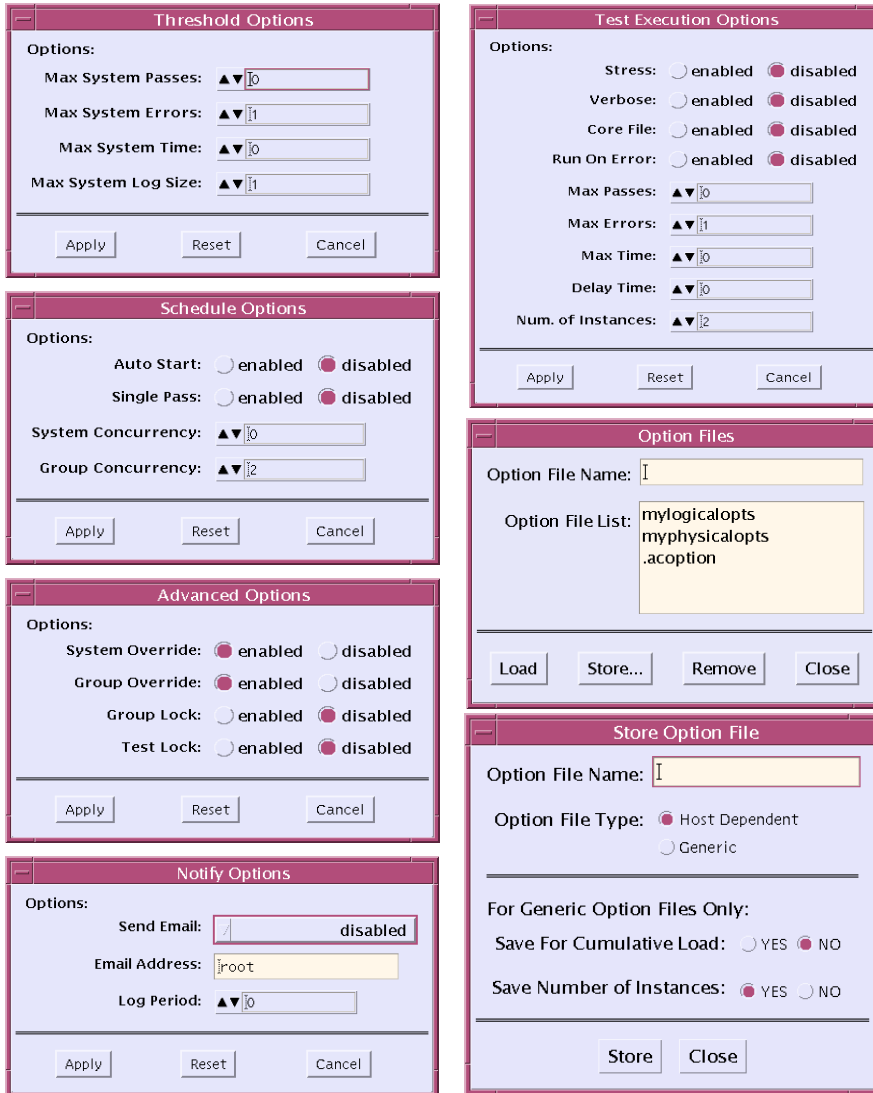 Threshold Options
Options:
Max System Passes: 0
Max System Errors: 1
Max System Time: 0
Max System Log Size: 1
Apply Reset Cancel
Schedule Options
Options:
Auto Start: enabled disabled
Single Pass: enabled disabled
System Concurrency: 0
Group Concurrency: 2
Apply Reset Cancel
Advanced Options
Options:
System Override: enabled disabled
Group Override: enabled disabled
Group Lock: enabled disabled
Test Lock: enabled disabled
Apply Reset Cancel
Notify Options
Options:
Send Email: disabled
Email Address: root
Log Period: 0
Apply Reset Cancel
Test Execution Options
Options:
Stress: enabled disabled
Verbose: enabled disabled
Core File: enabled disabled
Run On Error: enabled disabled
Max Passes: 0
Max Errors: 1
Max Time: 0
Delay Time: 0
Num. of Instances: 2
Apply Reset Cancel
Option Files
Option File Name:
Option File List: mylogicalopts
myphysicalopts
.acoption
Load Store... Remove Close
Store Option File
Option File Name:
Option File Type: Host Dependent
Generic
For Generic Option Files Only:
Save For Cumulative Load: YES NO
Save Number of Instances: YES NO
Store Close